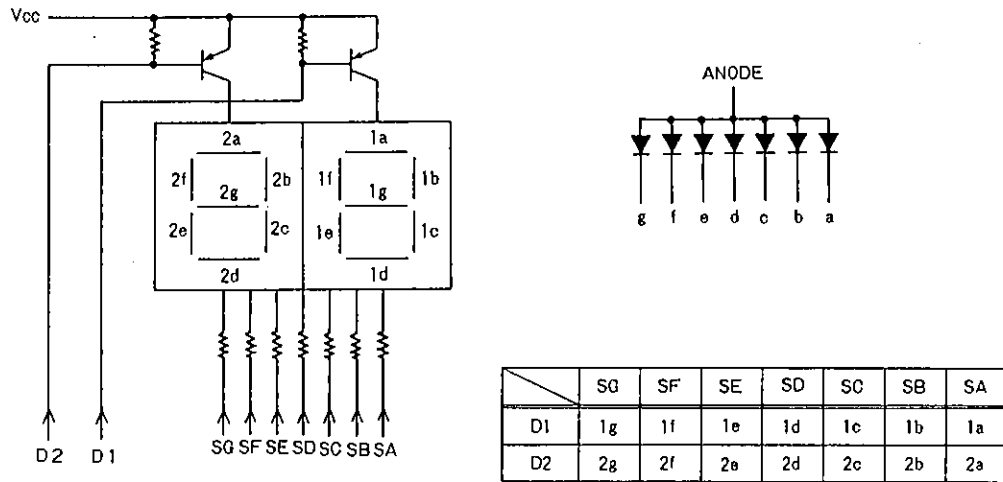 Vcc
ANODE
2a 1a
2f 2b 1f 1b
2g 1g
2e 2c 1e 1c
2d 1d
g f e d c b a
D2 D1 SG SF SE SD SC SB SA
SG SF SE SD SC SB SA
D1 1g 1f 1e 1d 1c 1b 1a
D2 2g 2f 2e 2d 2c 2b 2a